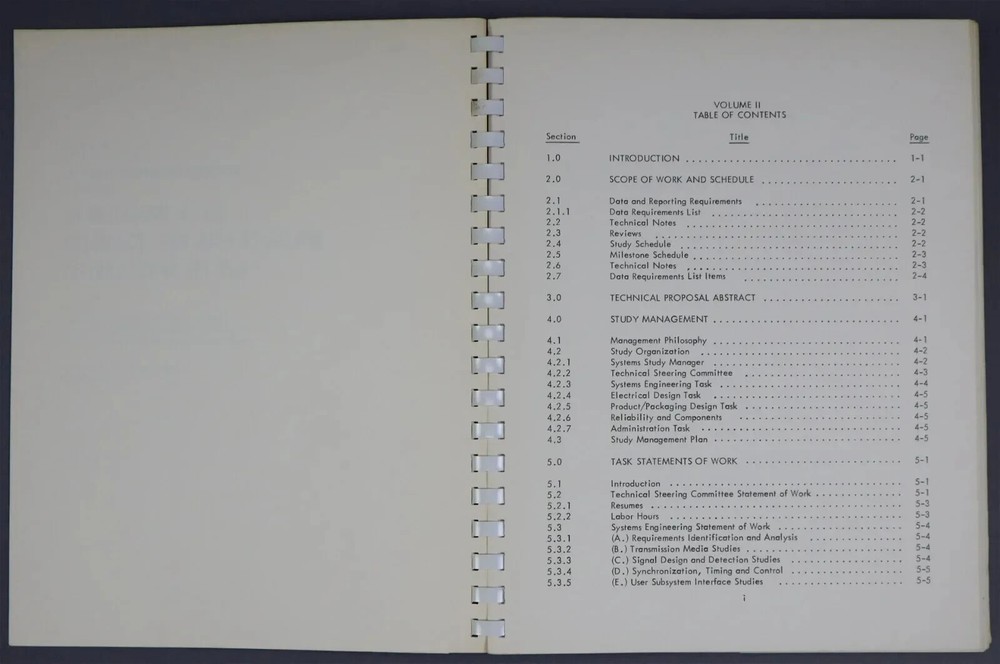 VOLUME II
TABLE OF CONTENTS
Section Title Page
1.0 INTRODUCTION 1-1
2.0 SCOPE OF WORK AND SCHEDULE 2-1
2.1 Data and Reporting Requirements 2-1
2.1.1 Data Requirements List 2-2
2.2 Technical Notes 2-2
2.3 Reviews 2-2
2.4 Study Schedule 2-2
2.5 Milestone Schedule 2-3
2.6 Technical Notes 2-3
2.7 Data Requirements List Items 2-4
3.0 TECHNICAL PROPOSAL ABSTRACT 3-1
4.0 STUDY MANAGEMENT 4-1
4.1 Management Philosophy 4-1
4.2 Study Organization 4-2
4.2.1 Systems Study Manager 4-2
4.2.2 Technical Steering Committee 4-3
4.2.3 Systems Engineering Task 4-4
4.2.4 Electrical Design Task 4-5
4.2.5 Product/Packaging Design Task 4-5
4.2.6 Reliability and Components 4-5
4.2.7 Administration Task 4-5
4.3 Study Management Plan 4-5
5.0 TASK STATEMENTS OF WORK 5-1
5.1 Introduction 5-1
5.2 Technical Steering Committee Statement of Work 5-1
5.2.1 Resumes 5-3
5.2.2 Labor Hours 5-3
5.3 Systems Engineering Statement of Work 5-4
5.3.1 (A.) Requirements Identification and Analysis 5-4
5.3.2 (B.) Transmission Media Studies 5-4
5.3.3 (C.) Signal Design and Detection Studies 5-4
5.3.4 (D.) Synchronization, Timing and Control 5-5
5.3.5 (E.) User Subsystem Interface Studies 5-5
i